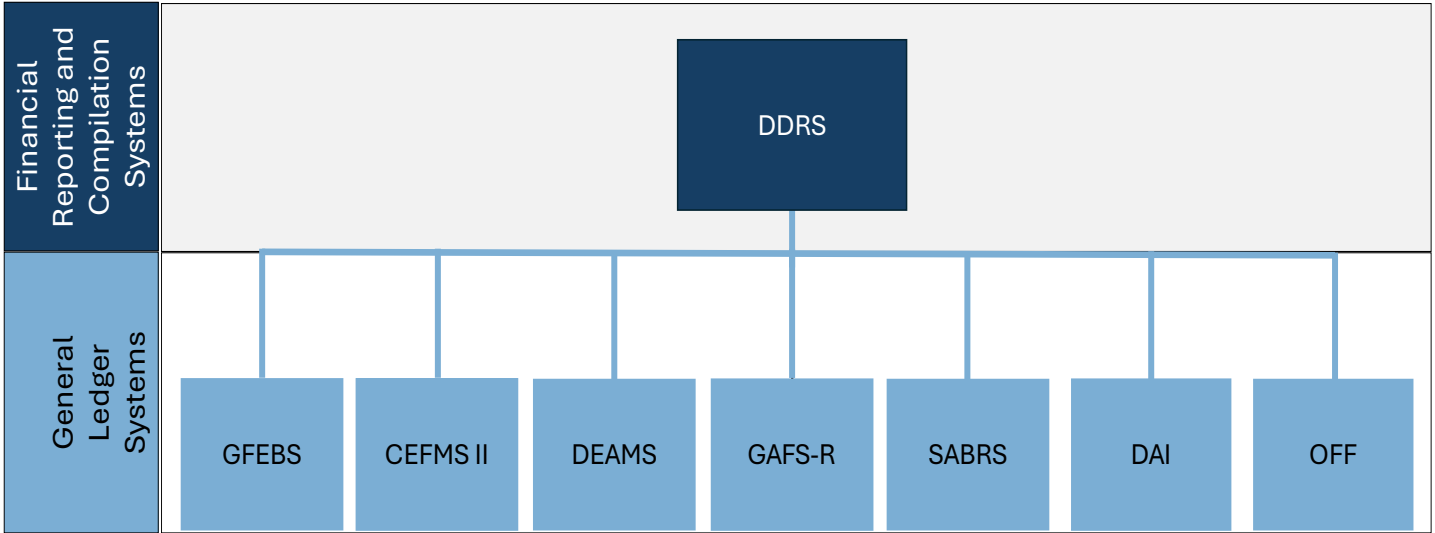 Financial
Reporting and
Compilation
Systems
DDRS
General
Ledger
Systems
GFEBS
CEFMS II
DEAMS
GAFS-R
SABRS
DAI
OFF